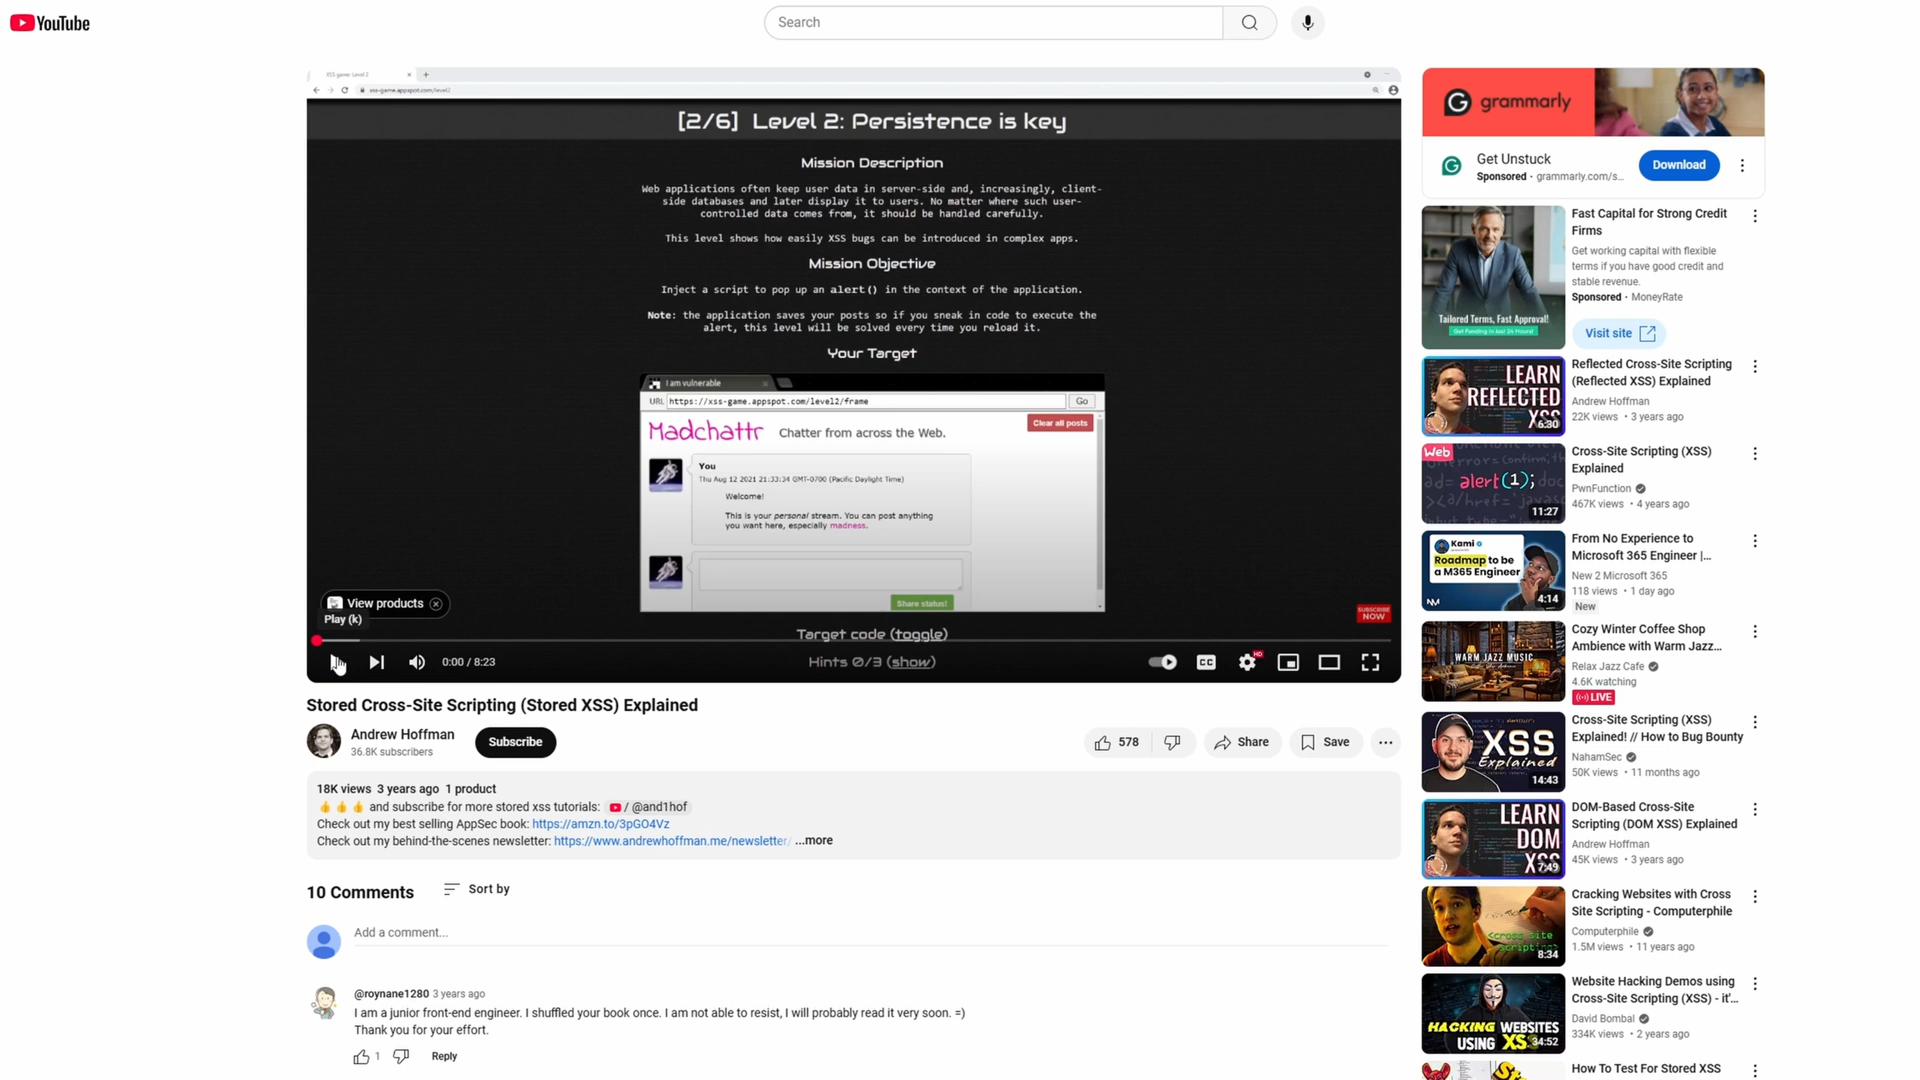 YouTube
Search
XSS game: Level 2
xss-game.appspot.com/level2
[2/6] Level 2: Persistence is key
Mission Description
Web applications often keep user data in server-side and, increasingly, client-
side databases and later display it to users. No matter where such user-
controlled data comes from, it should be handled carefully.
This level shows how easily XSS bugs can be introduced in complex apps.
Mission Objective
Inject a script to pop up an alert() in the context of the application.
Note: the application saves your posts so if you sneak in code to execute the
alert, this level will be solved every time you reload it.
Your Target
I am vulnerable
URL https://xss-game.appspot.com/level2/frame Go
Madchattr Chatter from across the Web. Clear all posts
You
Thu Aug 12 2021 21:33:34 GMT-0700 (Pacific Daylight Time)
Welcome!
This is your personal stream. You can post anything
you want here, especially madness.
Share status!
View products
Play (k)
SUBSCRIBE
NOW
Target code (toggle)
Hints 0/3 (show)
0:00 / 8:23
CC
HD
Stored Cross-Site Scripting (Stored XSS) Explained
Andrew Hoffman
36.8K subscribers
Subscribe
578
Share
Save
18K views 3 years ago 1 product
👍 👍 👍 and subscribe for more stored xss tutorials: / @and1hof
Check out my best selling AppSec book: https://amzn.to/3pGO4Vz
Check out my behind-the-scenes newsletter: https://www.andrewhoffman.me/newsletter/ ...more
10 Comments
Sort by
Add a comment...
@roynane1280 3 years ago
I am a junior front-end engineer. I shuffled your book once. I am not able to resist, I will probably read it very soon. =)
Thank you for your effort.
1
Reply
grammarly
Get Unstuck
Sponsored · grammarly.com/s...
Download
Tailored Terms, Fast Approval!
Get Funding in last 24 Hours!
Fast Capital for Strong Credit
Firms
Get working capital with flexible
terms if you have good credit and
stable revenue.
Sponsored · MoneyRate
Visit site
LEARN
REFLECTED
XSS
6:30
Reflected Cross-Site Scripting
(Reflected XSS) Explained
Andrew Hoffman
22K views • 3 years ago
Web
alert(1);
11:27
Cross-Site Scripting (XSS)
Explained
PwnFunction
467K views • 4 years ago
Kami
Roadmap to be
a M365 Engineer
NM
4:14
From No Experience to
Microsoft 365 Engineer |...
New 2 Microsoft 365
118 views • 1 day ago
New
WARM JAZZ MUSIC
Cozy Winter Coffee Shop
Ambience with Warm Jazz...
Relax Jazz Cafe
4.6K watching
LIVE
XSS
Explained
14:43
Cross-Site Scripting (XSS)
Explained! // How to Bug Bounty
NahamSec
50K views • 11 months ago
LEARN
DOM
XSS
7:49
DOM-Based Cross-Site
Scripting (DOM XSS) Explained
Andrew Hoffman
45K views • 3 years ago
<cross site
scripting>
8:34
Cracking Websites with Cross
Site Scripting - Computerphile
Computerphile
1.5M views • 11 years ago
HACKING WEBSITES
USING XS
34:52
Website Hacking Demos using
Cross-Site Scripting (XSS) - it'...
David Bombal
334K views • 2 years ago
How To Test For Stored XSS